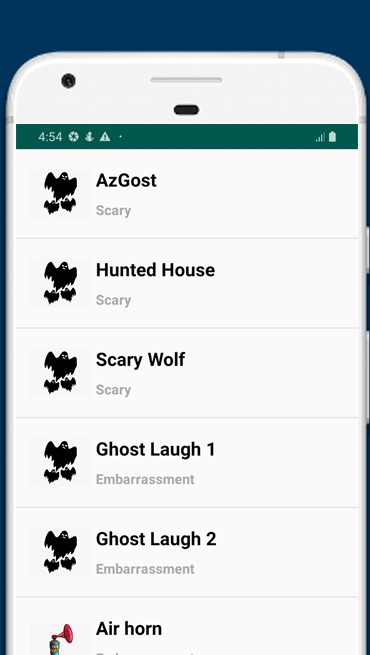 4:54
AzGost
Scary
Hunted House
Scary
Scary Wolf
Scary
Ghost Laugh 1
Embarrassment
Ghost Laugh 2
Embarrassment
Air horn